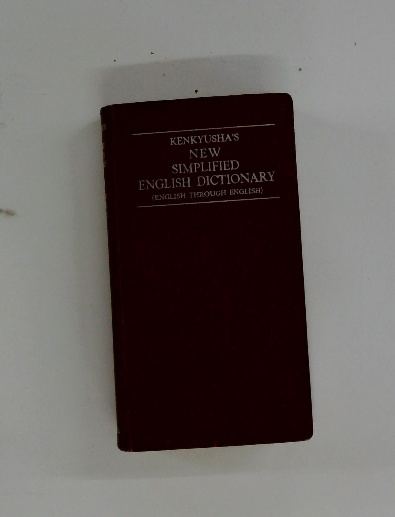 KENKYUSHA'S
NEW
SIMPLIFIED
ENGLISH DICTIONARY
(ENGLISH THROUGH ENGLISH)